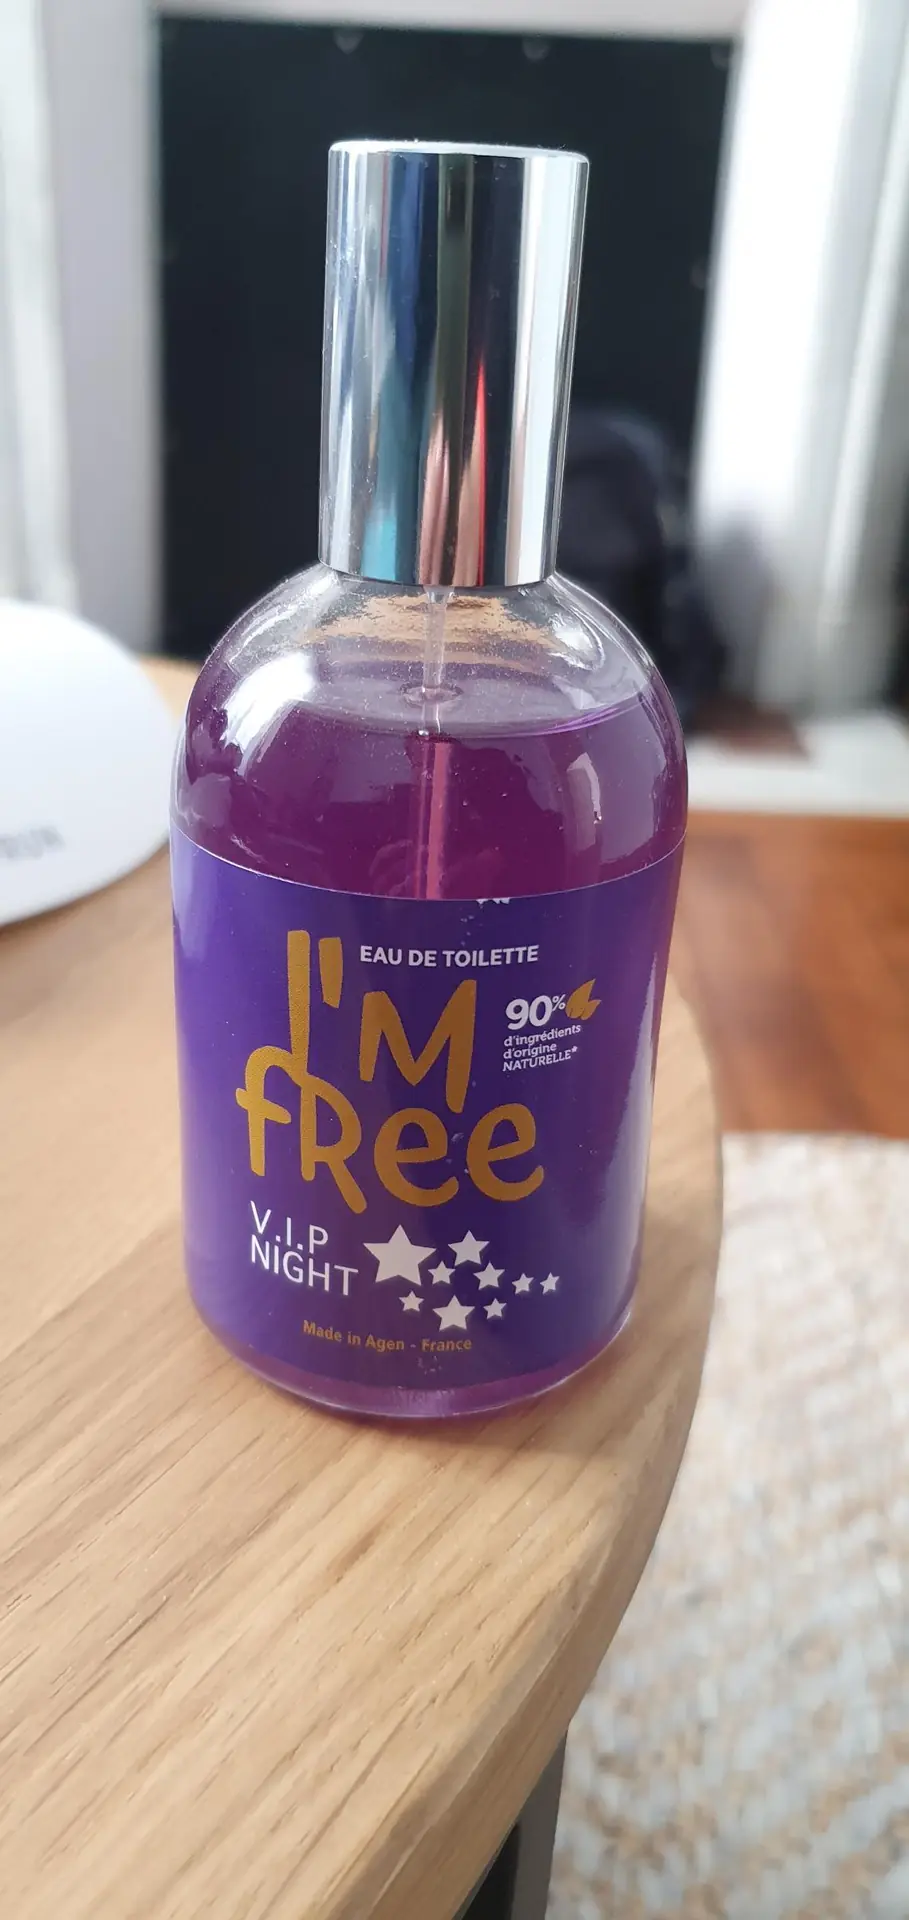 EAU DE TOILETTE
I'M
fRee
90%
d'ingrédients
d'origine
NATURELLE*
V.I.P
NiGHT
Made in Agen - France